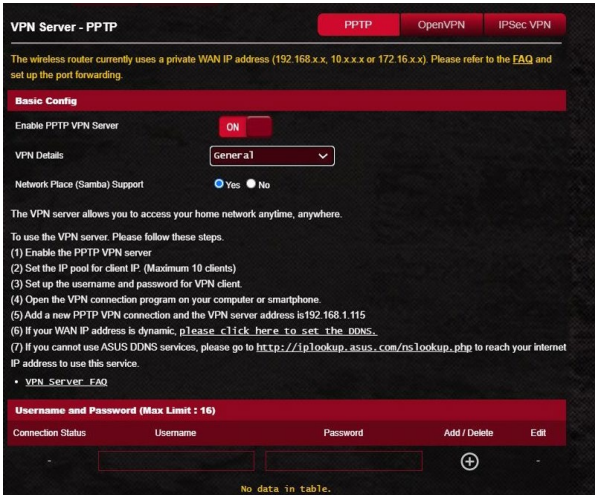 VPN Server - PPTP
PPTP
OpenVPN
IPSec VPN
The wireless router currently uses a private WAN IP address (192.168.x.x, 10.x.x.x or 172.16.x.x). Please refer to the FAQ and
set up the port forwarding.
Basic Config
Enable PPTP VPN Server
ON
VPN Details
General
Network Place (Samba) Support
Yes No
The VPN server allows you to access your home network anytime, anywhere.
To use the VPN server. Please follow these steps.
(1) Enable the PPTP VPN server
(2) Set the IP pool for client IP. (Maximum 10 clients)
(3) Set up the username and password for VPN client.
(4) Open the VPN connection program on your computer or smartphone.
(5) Add a new PPTP VPN connection and the VPN server address is192.168.1.115
(6) If your WAN IP address is dynamic, please click here to set the DDNS.
(7) If you cannot use ASUS DDNS services, please go to http://iplookup.asus.com/nslookup.php to reach your internet
IP address to use this service.
• VPN Server FAQ
Username and Password (Max Limit : 16)
Connection Status Username Password Add / Delete Edit
- -
No data in table.